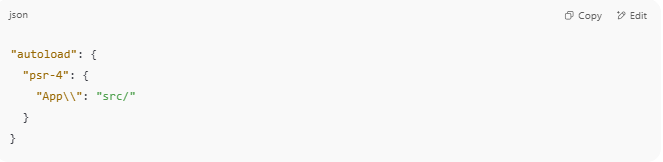 json
Copy
Edit
"autoload": {
  "psr-4": {
    "App\\": "src/"
  }
}